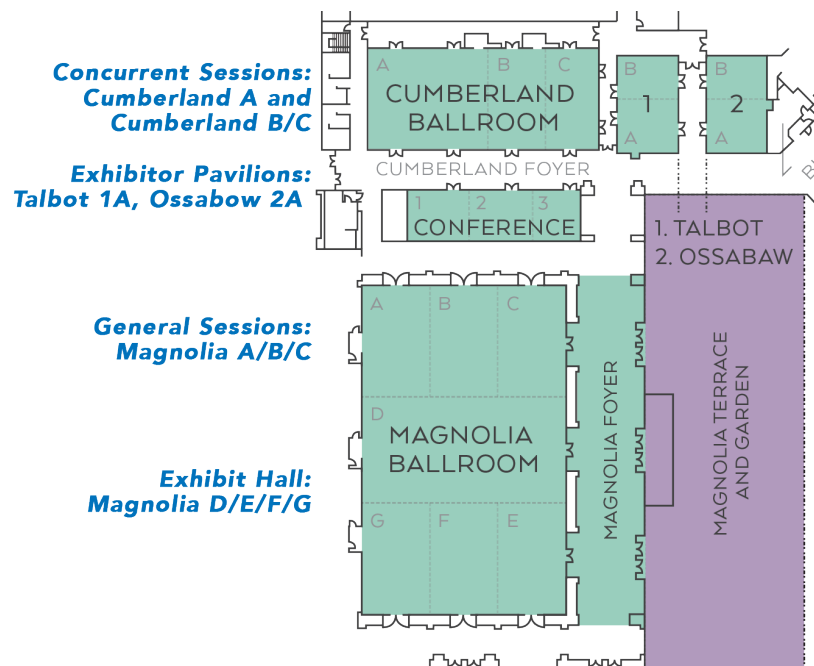 Concurrent Sessions:
Cumberland A and
Cumberland B/C
Exhibitor Pavilions:
Talbot 1A, Ossabow 2A
General Sessions:
Magnolia A/B/C
Exhibit Hall:
Magnolia D/E/F/G
A B C
CUMBERLAND
BALLROOM
B
1
A
B
2
A
CUMBERLAND FOYER
1 2 3
CONFERENCE
1. TALBOT
2. OSSABAW
A B C
D
MAGNOLIA
BALLROOM
G F E
MAGNOLIA FOYER
MAGNOLIA TERRACE
AND GARDEN